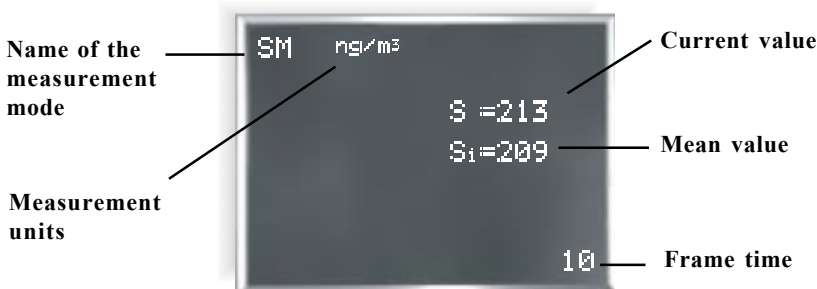 Name of the
measurement
mode
SM ng/m³
Current value
S =213
Si=209
Mean value
Measurement
units
10
Frame time